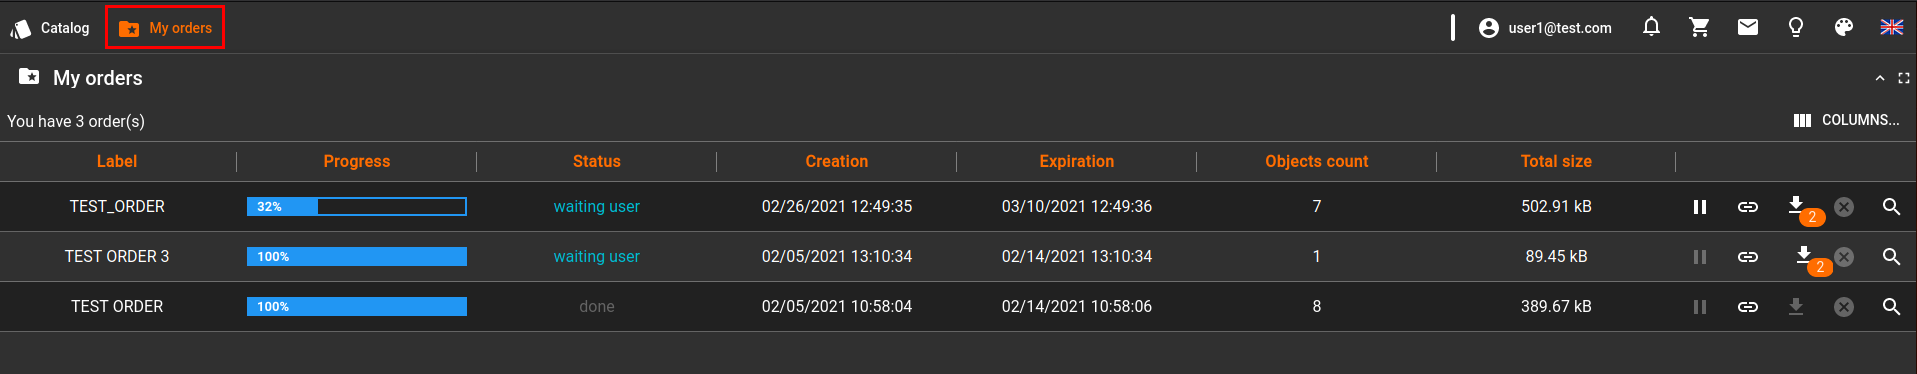 Catalog My orders user1@test.com
My orders
You have 3 order(s) COLUMNS...
Label Progress Status Creation Expiration Objects count Total size
TEST_ORDER 32% waiting user 02/26/2021 12:49:35 03/10/2021 12:49:36 7 502.91 kB 2
TEST ORDER 3 100% waiting user 02/05/2021 13:10:34 02/14/2021 13:10:34 1 89.45 kB 2
TEST ORDER 100% done 02/05/2021 10:58:04 02/14/2021 10:58:06 8 389.67 kB